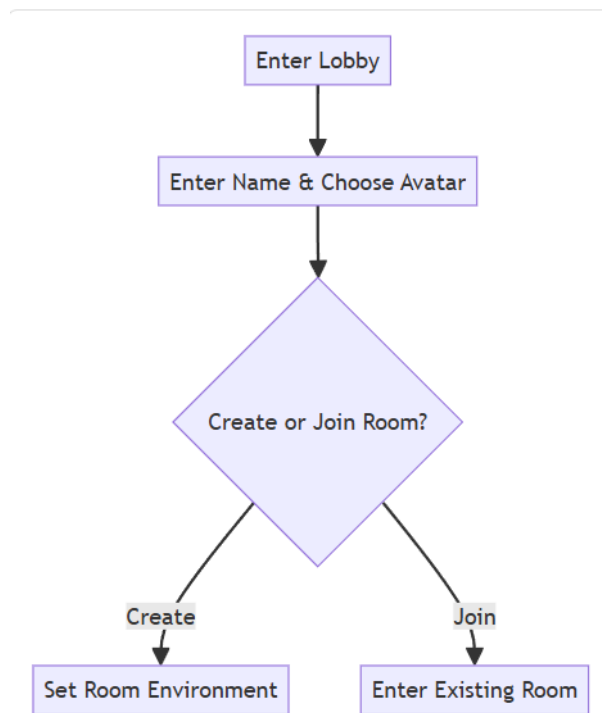 Enter Lobby
Enter Name & Choose Avatar
Create or Join Room?
Create
Join
Set Room Environment
Enter Existing Room